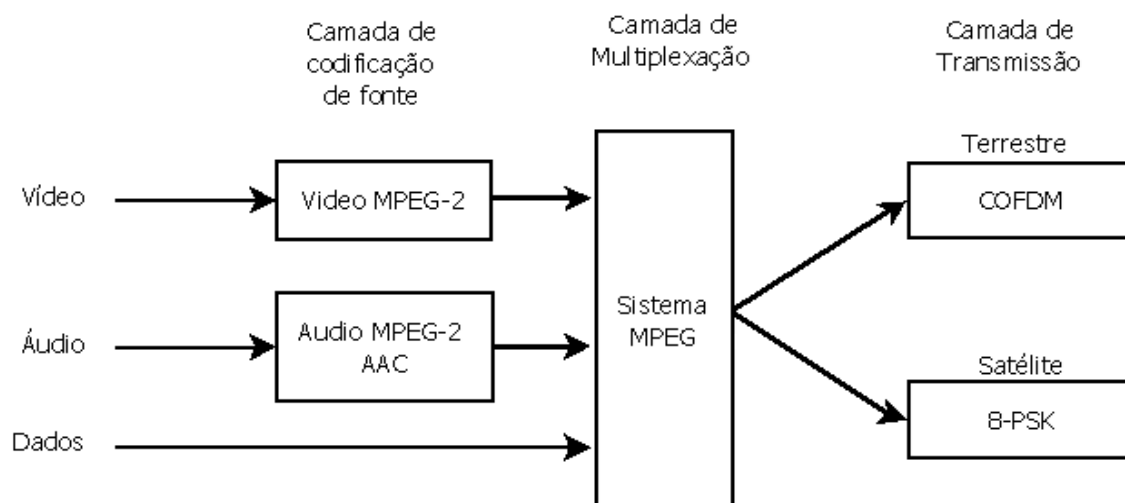 Camada de
codificação
de fonte
Camada de
Multiplexação
Camada de
Transmissão
Vídeo
Video MPEG-2
Áudio
Audio MPEG-2
AAC
Dados
Sistema
MPEG
Terrestre
COFDM
Satélite
8-PSK